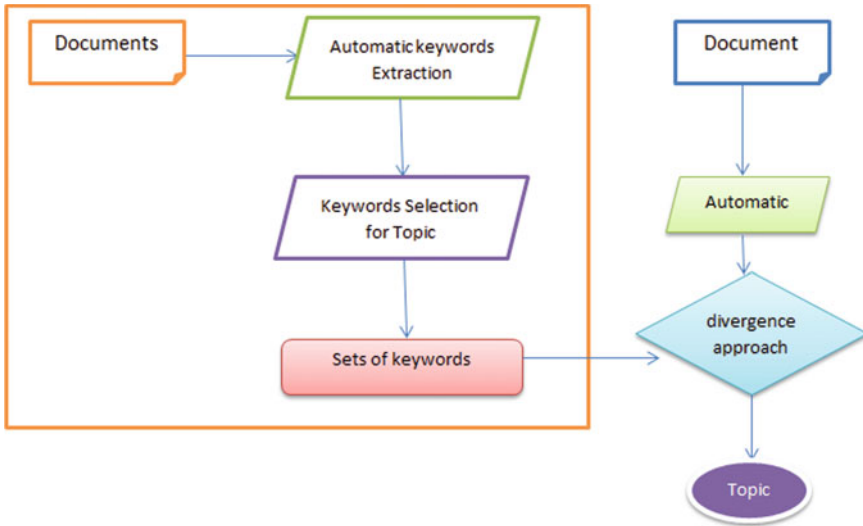 Documents
Automatic keywords
Extraction
Keywords Selection
for Topic
Sets of keywords
Document
Automatic
divergence
approach
Topic